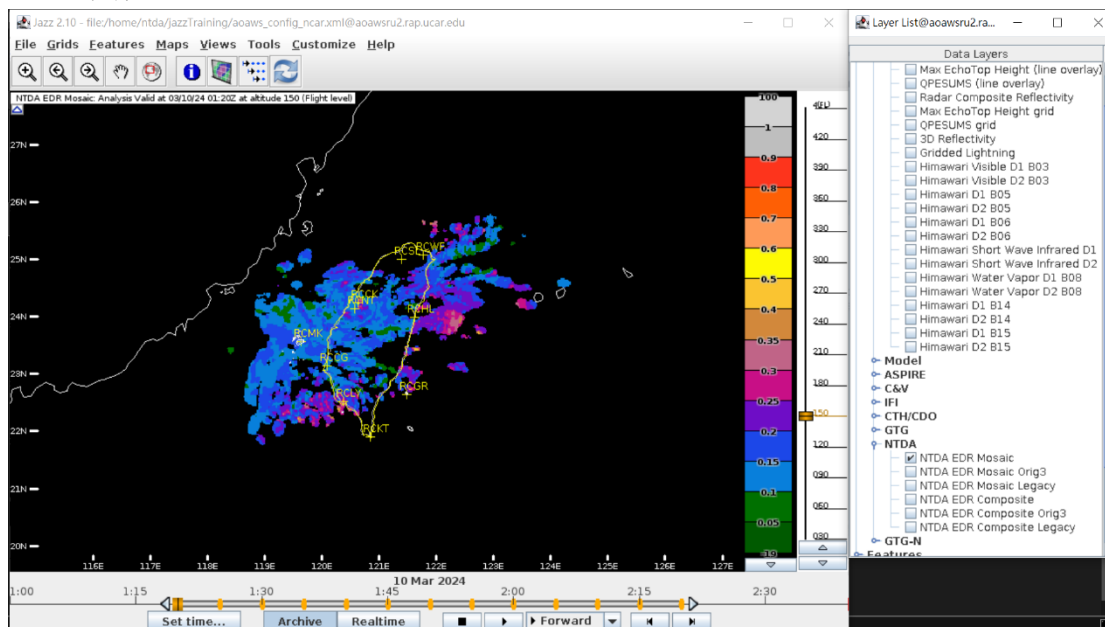 Jazz 2.10 - file:/home/ntda/jazzTraining/aoaws_config_ncar.xml@aoawsru2.rap.ucar.edu
File Grids Features Maps Views Tools Customize Help
NTDA EDR Mosaic: Analysis Valid at 03/10/24 01:20Z at altitude 150 (Flight level)
27N
26N
25N
24N
23N
22N
21N
20N
116E 117E 118E 119E 120E 121E 122E 123E 124E 125E 126E 127E
RCWF
RCCK
RCHL
RCMK
RCCG
RCGR
RCLY
RCKT
100
1
0.9
0.8
0.7
0.6
0.5
0.4
0.35
0.3
0.25
0.2
0.15
0.1
0.05
-19
420
390
360
330
300
270
240
210
180
150
120
090
060
030
10 Mar 2024
1:00 1:15 1:30 1:45 2:00 2:15 2:30
Set time... Archive Realtime Forward
Layer List@aoawsru2.ra...
Data Layers
Max EchoTop Height (line overlay)
QPESUMS (line overlay)
Radar Composite Reflectivity
Max EchoTop Height grid
QPESUMS grid
3D Reflectivity
Gridded Lightning
Himawari Visible D1 B03
Himawari Visible D2 B03
Himawari D1 B05
Himawari D2 B05
Himawari D1 B06
Himawari D2 B06
Himawari Short Wave Infrared D1
Himawari Short Wave Infrared D2
Himawari Water Vapor D1 B08
Himawari Water Vapor D2 B08
Himawari D1 B14
Himawari D2 B14
Himawari D1 B15
Himawari D2 B15
Model
ASPIRE
C&V
IFI
CTH/CDO
GTG
NTDA
NTDA EDR Mosaic
NTDA EDR Mosaic Orig3
NTDA EDR Mosaic Legacy
NTDA EDR Composite
NTDA EDR Composite Orig3
NTDA EDR Composite Legacy
GTG-N
Features